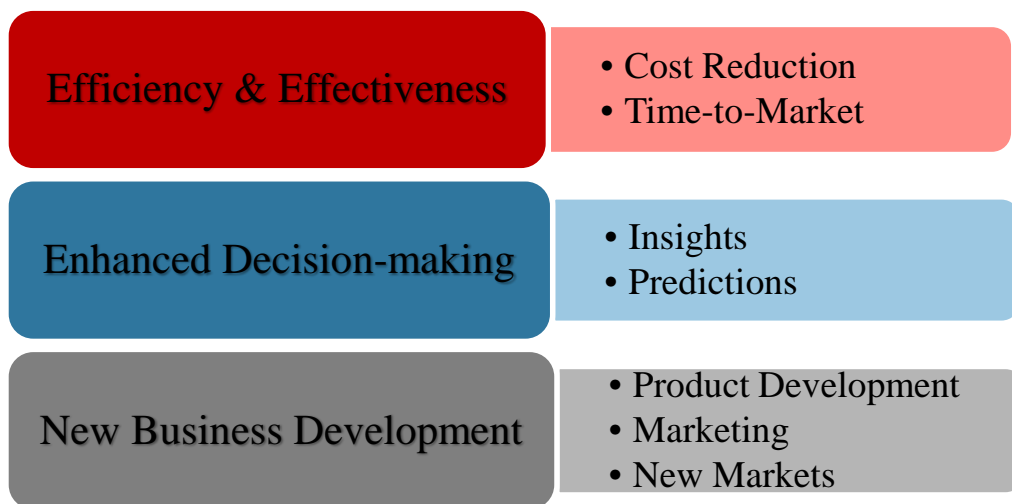 Efficiency & Effectiveness
• Cost Reduction
• Time-to-Market
Enhanced Decision-making
• Insights
• Predictions
New Business Development
• Product Development
• Marketing
• New Markets